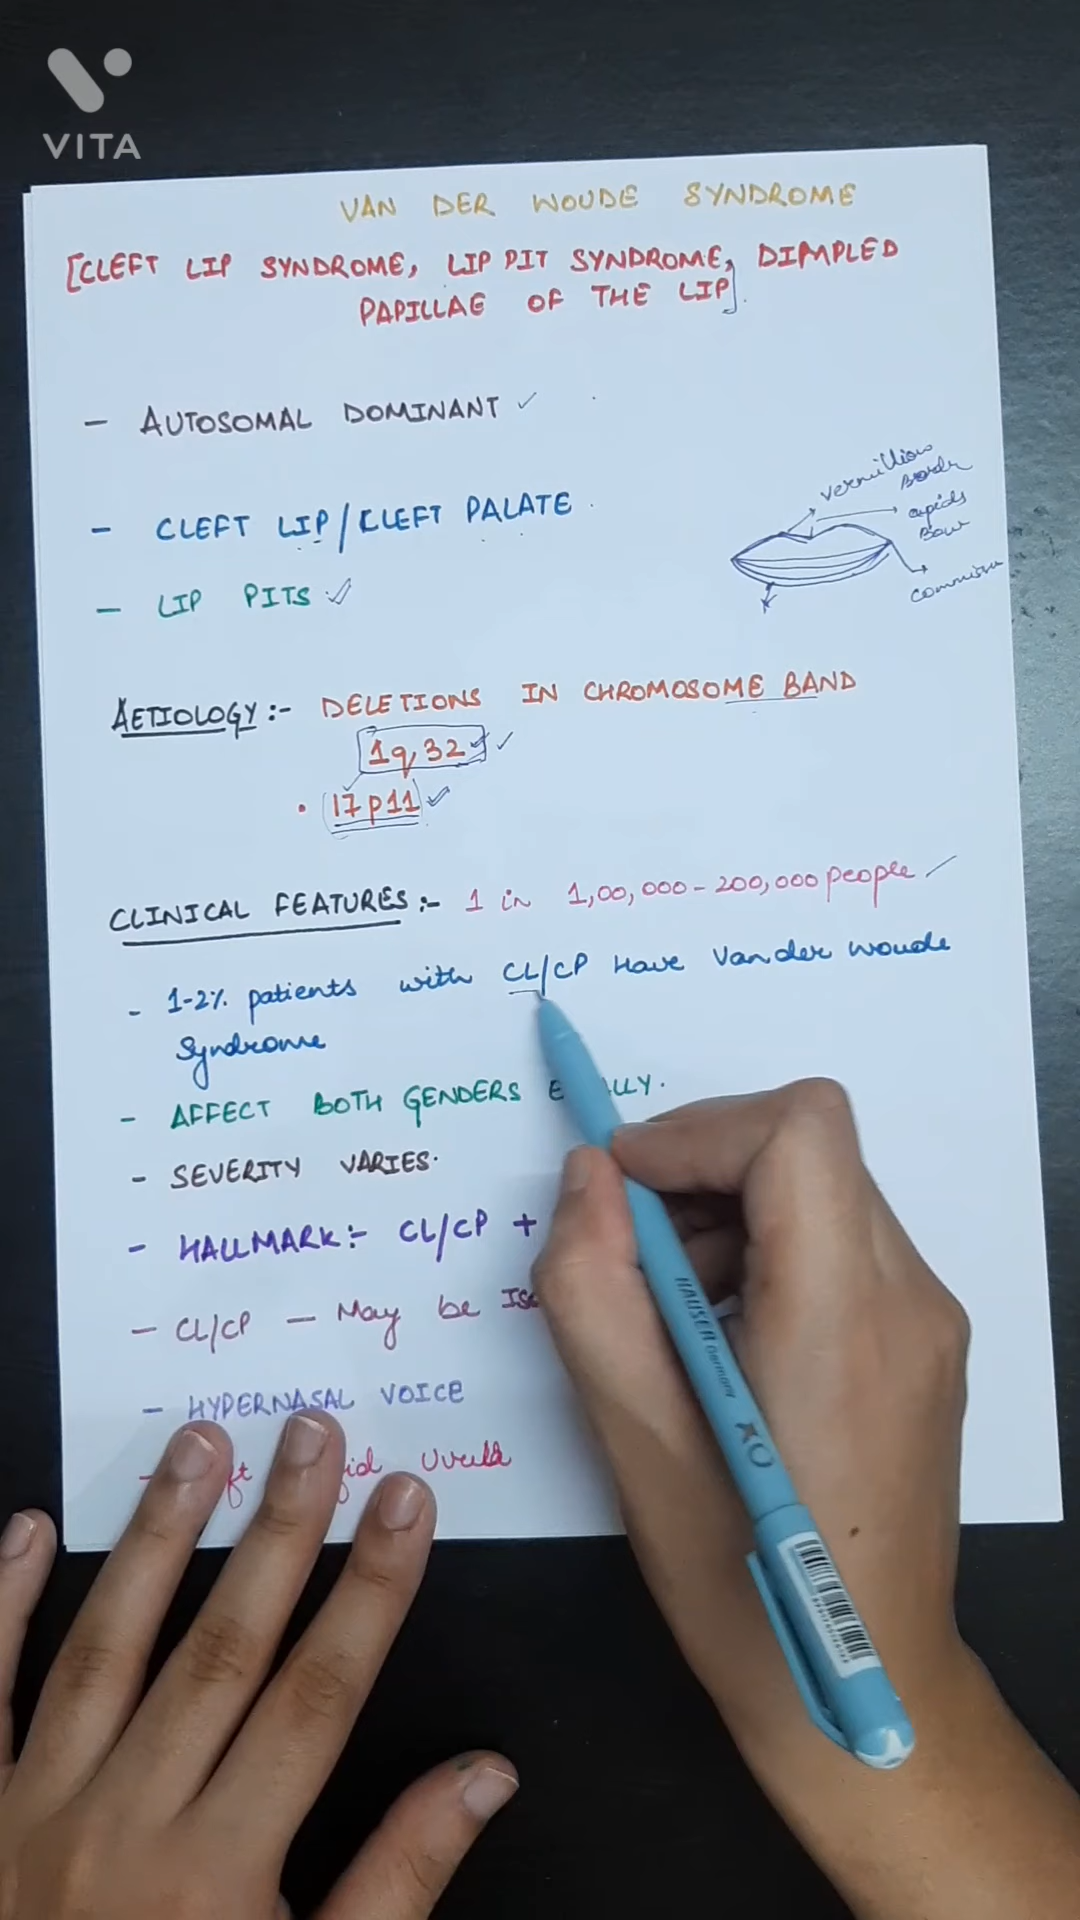 VITA
VAN DER WOUDE SYNDROME
[CLEFT LIP SYNDROME, LIP PIT SYNDROME, DIMPLED
PAPILLAE OF THE LIP].
- AUTOSOMAL DOMINANT ✓
vermillion
Border
cupids
Bow
- CLEFT LIP/CLEFT PALATE
- LIP PITS ✓
AETIOLOGY:- DELETIONS IN CHROMOSOME BAND
1q32 ✓ ✓
• 17p11 ✓
CLINICAL FEATURES:- 1 in 1,00,000-200,000 people ✓
- 1-2% patients with CL/CP Have Van der Woude
Syndrome
- AFFECT BOTH GENDERS
- SEVERITY VARIES.
- HALLMARK:- CL/CP +
- CL/CP - May be
- HYPERNASAL VOICE
- Uvula
HAUSER Germany
XO